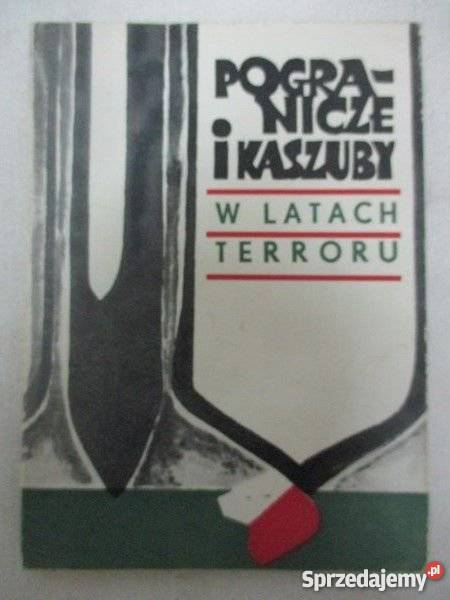 POGRA-
NICZE
i KASZUBY
W LATACH
TERRORU
Sprzedajemy.pl